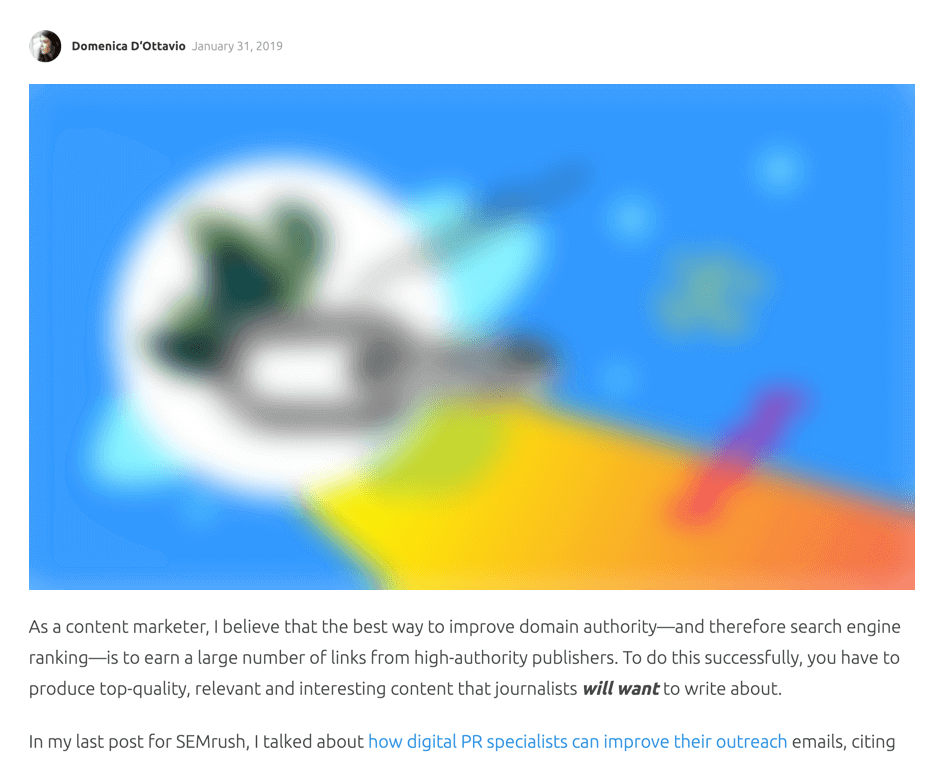 Domenica D'Ottavio January 31, 2019
As a content marketer, I believe that the best way to improve domain authority—and therefore search engine
ranking—is to earn a large number of links from high-authority publishers. To do this successfully, you have to
produce top-quality, relevant and interesting content that journalists will want to write about.
In my last post for SEMrush, I talked about how digital PR specialists can improve their outreach emails, citing